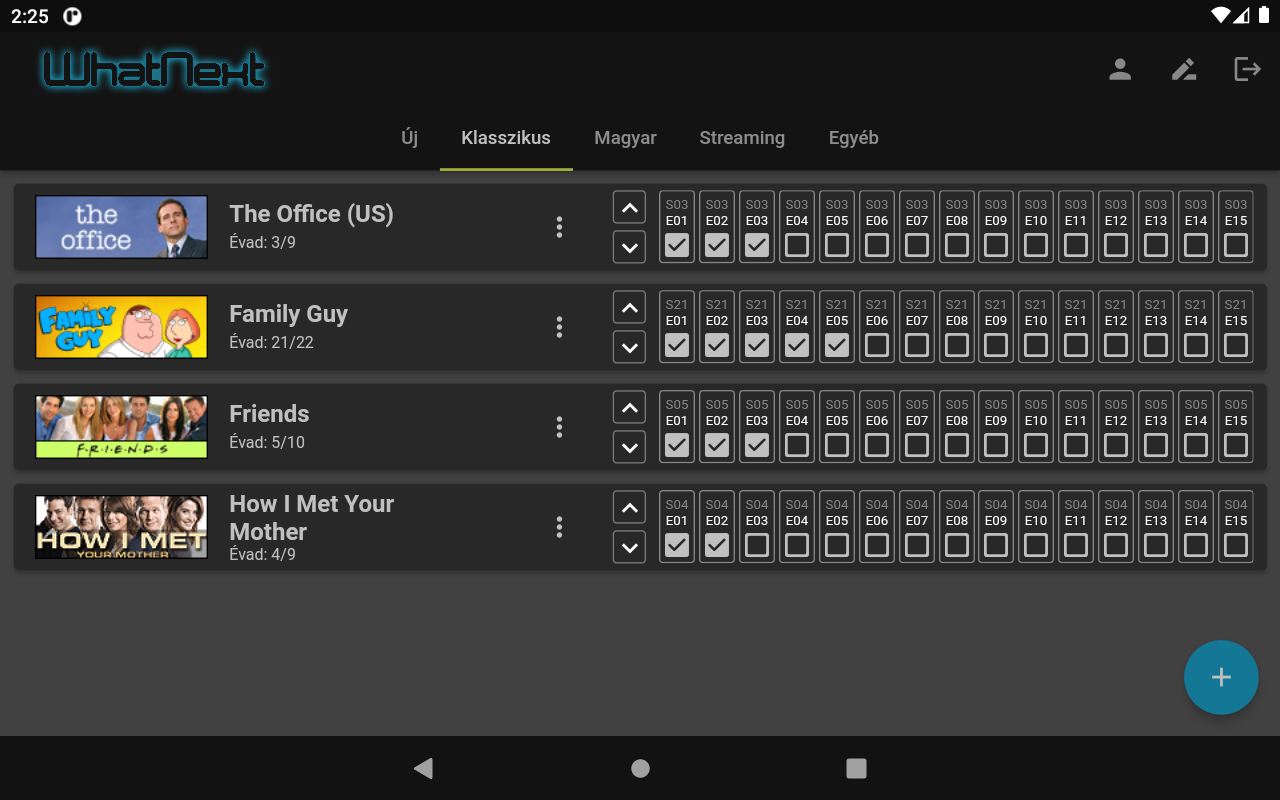 2:25
WhatNext
Új
Klasszikus
Magyar
Streaming
Egyéb
the
office
The Office (US)
Évad: 3/9
S03 S03 S03 S03 S03 S03 S03 S03 S03 S03 S03 S03 S03 S03 S03
E01 E02 E03 E04 E05 E06 E07 E08 E09 E10 E11 E12 E13 E14 E15
FAMILY
GUY
Family Guy
Évad: 21/22
S21 S21 S21 S21 S21 S21 S21 S21 S21 S21 S21 S21 S21 S21 S21
E01 E02 E03 E04 E05 E06 E07 E08 E09 E10 E11 E12 E13 E14 E15
F·R·I·E·N·D·S
Friends
Évad: 5/10
S05 S05 S05 S05 S05 S05 S05 S05 S05 S05 S05 S05 S05 S05 S05
E01 E02 E03 E04 E05 E06 E07 E08 E09 E10 E11 E12 E13 E14 E15
HOW I MET
YOUR MOTHER
How I Met Your
Mother
Évad: 4/9
S04 S04 S04 S04 S04 S04 S04 S04 S04 S04 S04 S04 S04 S04 S04
E01 E02 E03 E04 E05 E06 E07 E08 E09 E10 E11 E12 E13 E14 E15